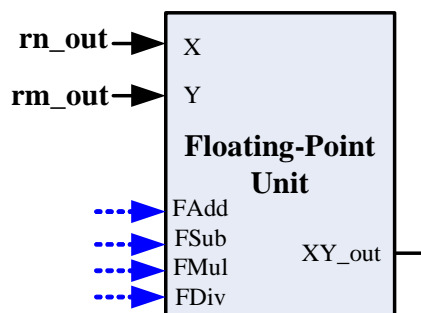 rn_out X
rm_out Y
Floating-Point
Unit
FAdd
FSub
XY_out
FMul
FDiv